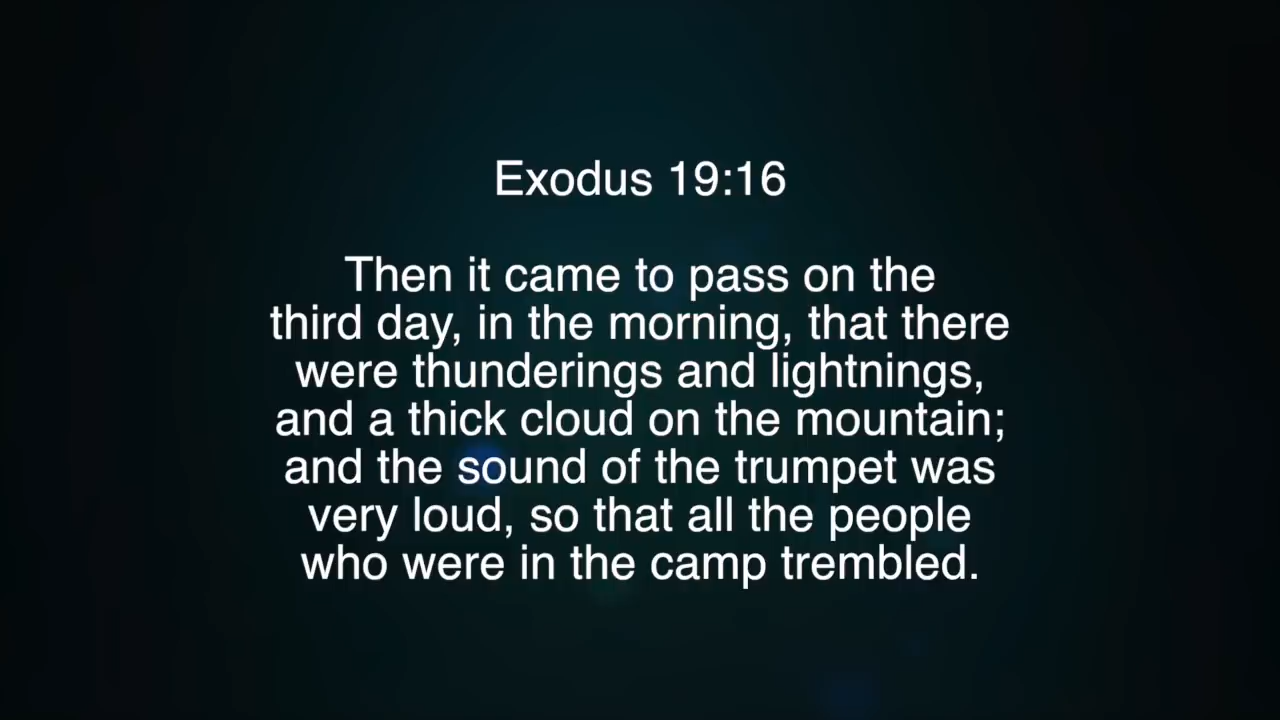 Exodus 19:16
Then it came to pass on the
third day, in the morning, that there
were thunderings and lightnings,
and a thick cloud on the mountain;
and the sound of the trumpet was
very loud, so that all the people
who were in the camp trembled.